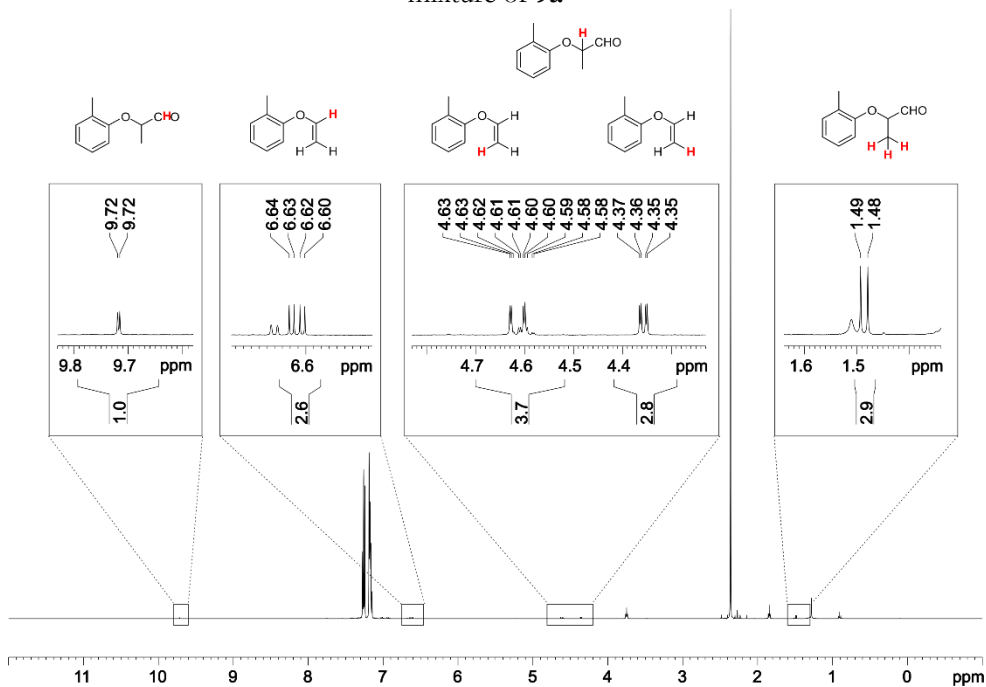 mixture of 9a
O H CHO
O CHO
O H H H
O H H H
O H H H
O CHO H H H
9.72 9.72
6.64 6.63 6.62 6.60
4.63 4.63 4.62 4.61 4.61 4.60 4.60 4.59 4.58 4.58 4.37 4.36 4.35 4.35
1.49 1.48
9.8 9.7 ppm
6.6 ppm
4.7 4.6 4.5 4.4 ppm
1.6 1.5 ppm
1.0
2.6
3.7
2.8
2.9
11 10 9 8 7 6 5 4 3 2 1 0 ppm